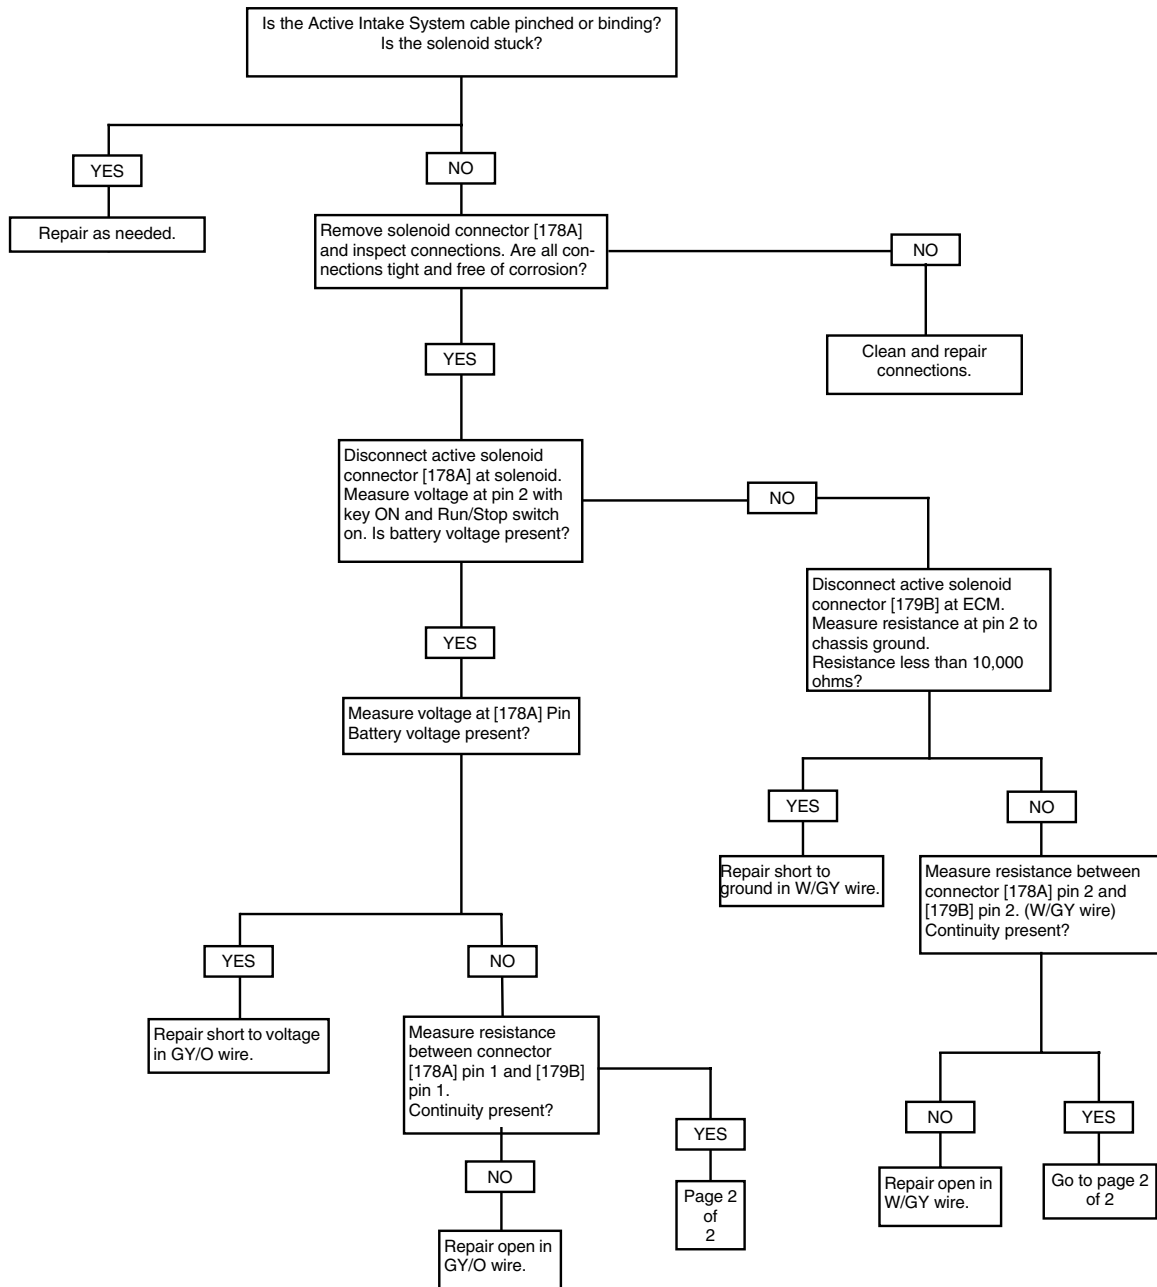 Is the Active Intake System cable pinched or binding?
Is the solenoid stuck?
YES
NO
Repair as needed.
Remove solenoid connector [178A]
and inspect connections. Are all con-
nections tight and free of corrosion?
NO
Clean and repair
connections.
YES
Disconnect active solenoid
connector [178A] at solenoid.
Measure voltage at pin 2 with
key ON and Run/Stop switch
on. Is battery voltage present?
NO
Disconnect active solenoid
connector [179B] at ECM.
Measure resistance at pin 2 to
chassis ground.
Resistance less than 10,000
ohms?
YES
Measure voltage at [178A] Pin
Battery voltage present?
YES
NO
Repair short to
ground in W/GY wire.
Measure resistance between
connector [178A] pin 2 and
[179B] pin 2. (W/GY wire)
Continuity present?
YES
NO
Repair short to voltage
in GY/O wire.
Measure resistance
between connector
[178A] pin 1 and [179B]
pin 1.
Continuity present?
NO
YES
YES
NO
Repair open in
W/GY wire.
Go to page 2
of 2
Page 2
of
2
Repair open in
GY/O wire.